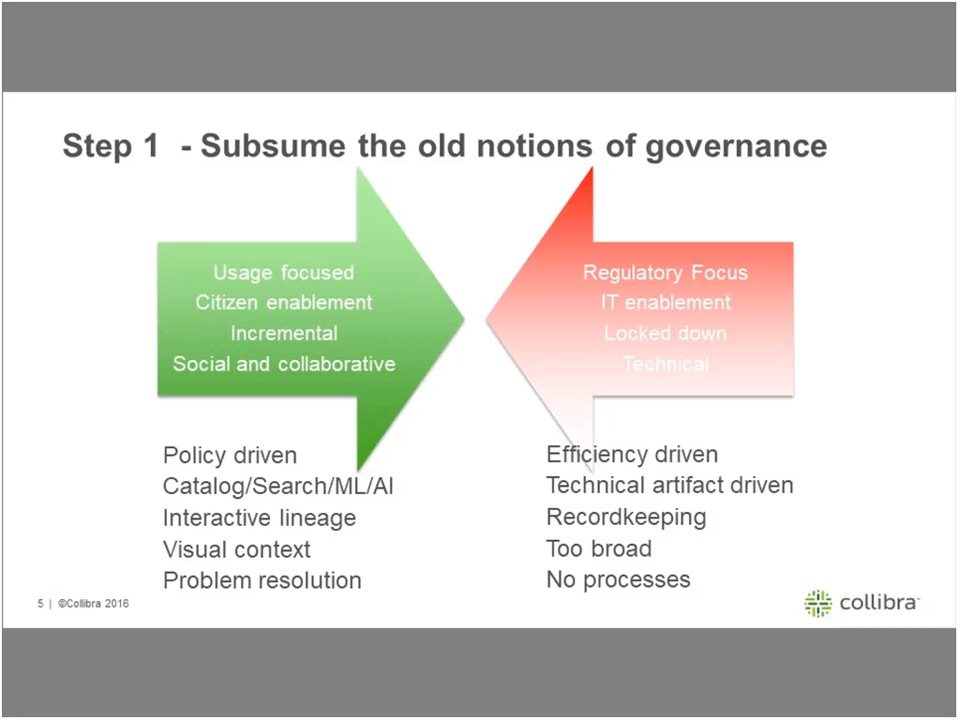 Step 1 - Subsume the old notions of governance
Usage focused
Citizen enablement
Incremental
Social and collaborative
Regulatory Focus
IT enablement
Locked down
Technical
Policy driven
Catalog/Search/ML/AI
Interactive lineage
Visual context
Problem resolution
Efficiency driven
Technical artifact driven
Recordkeeping
Too broad
No processes
5 | ©Collibra 2016
collibra™